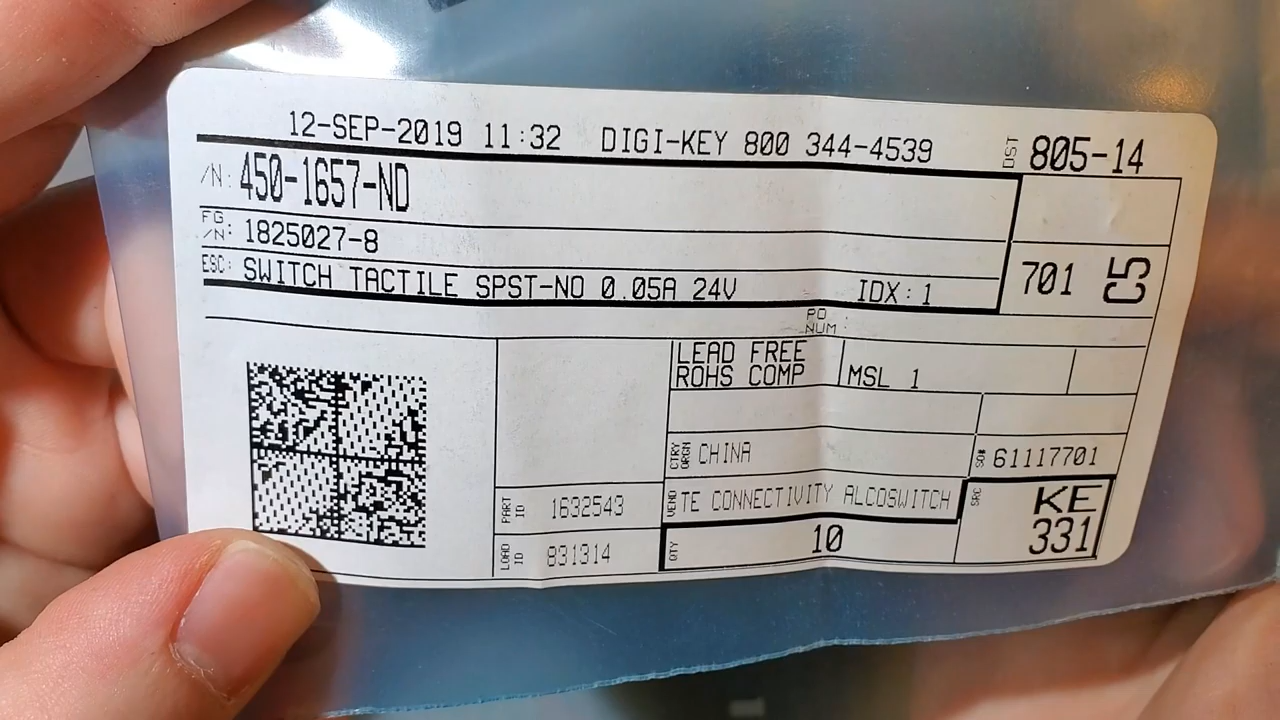 12-SEP-2019 11:32 DIGI-KEY 800 344-4539
DST 805-14
/N: 450-1657-ND
FG
/N: 1825027-8
ESC: SWITCH TACTILE SPST-NO 0.05A 24V IDX: 1
701 C5
PO
NUM :
LEAD FREE
ROHS COMP
MSL 1
CTRY
ORGN CHINA
SO# 61117701
PART
ID 1632543
VEND TE CONNECTIVITY ALCOSWITCH
SRC KE
331
LOAD
ID 831314
QTY 10